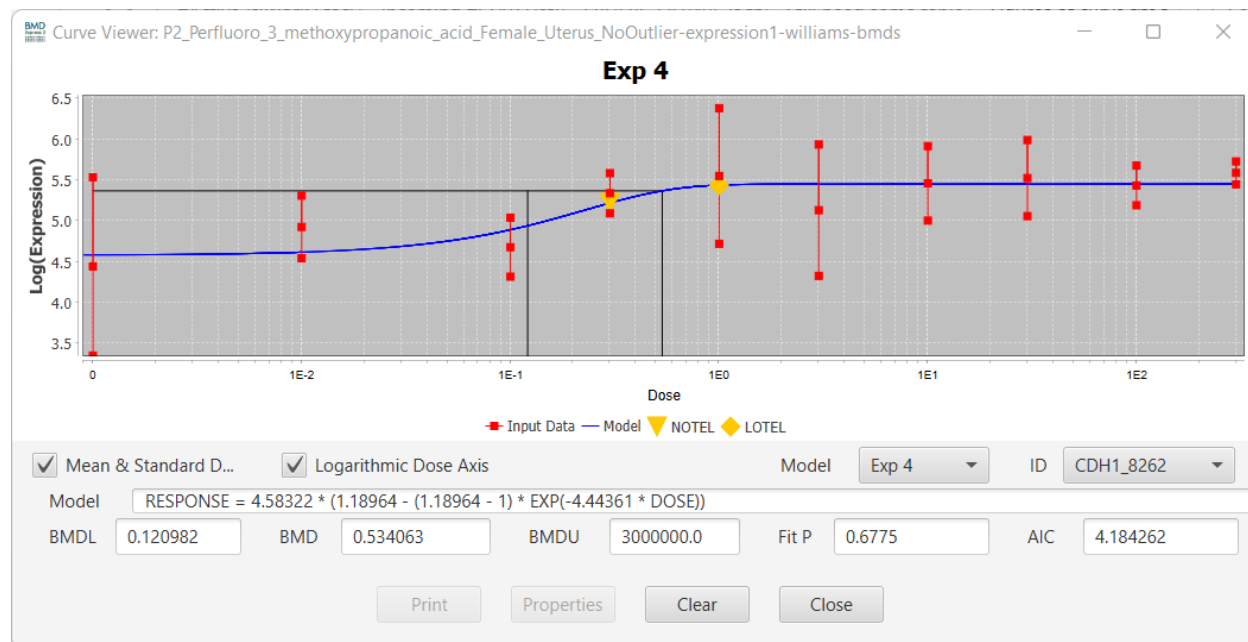 BMD Curve Viewer: P2_Perfluoro_3_methoxypropanoic_acid_Female_Uterus_NoOutlier-expression1-williams-bmds
Exp 4
Log(Expression)
6.5
6.0
5.5
5.0
4.5
4.0
3.5
0 1E-2 1E-1 1E0 1E1 1E2
Dose
Input Data Model NOTEL LOTEL
Mean & Standard D... Logarithmic Dose Axis Model Exp 4 ID CDH1_8262
Model RESPONSE = 4.58322 * (1.18964 - (1.18964 - 1) * EXP(-4.44361 * DOSE))
BMDL 0.120982 BMD 0.534063 BMDU 3000000.0 Fit P 0.6775 AIC 4.184262
Print Properties Clear Close